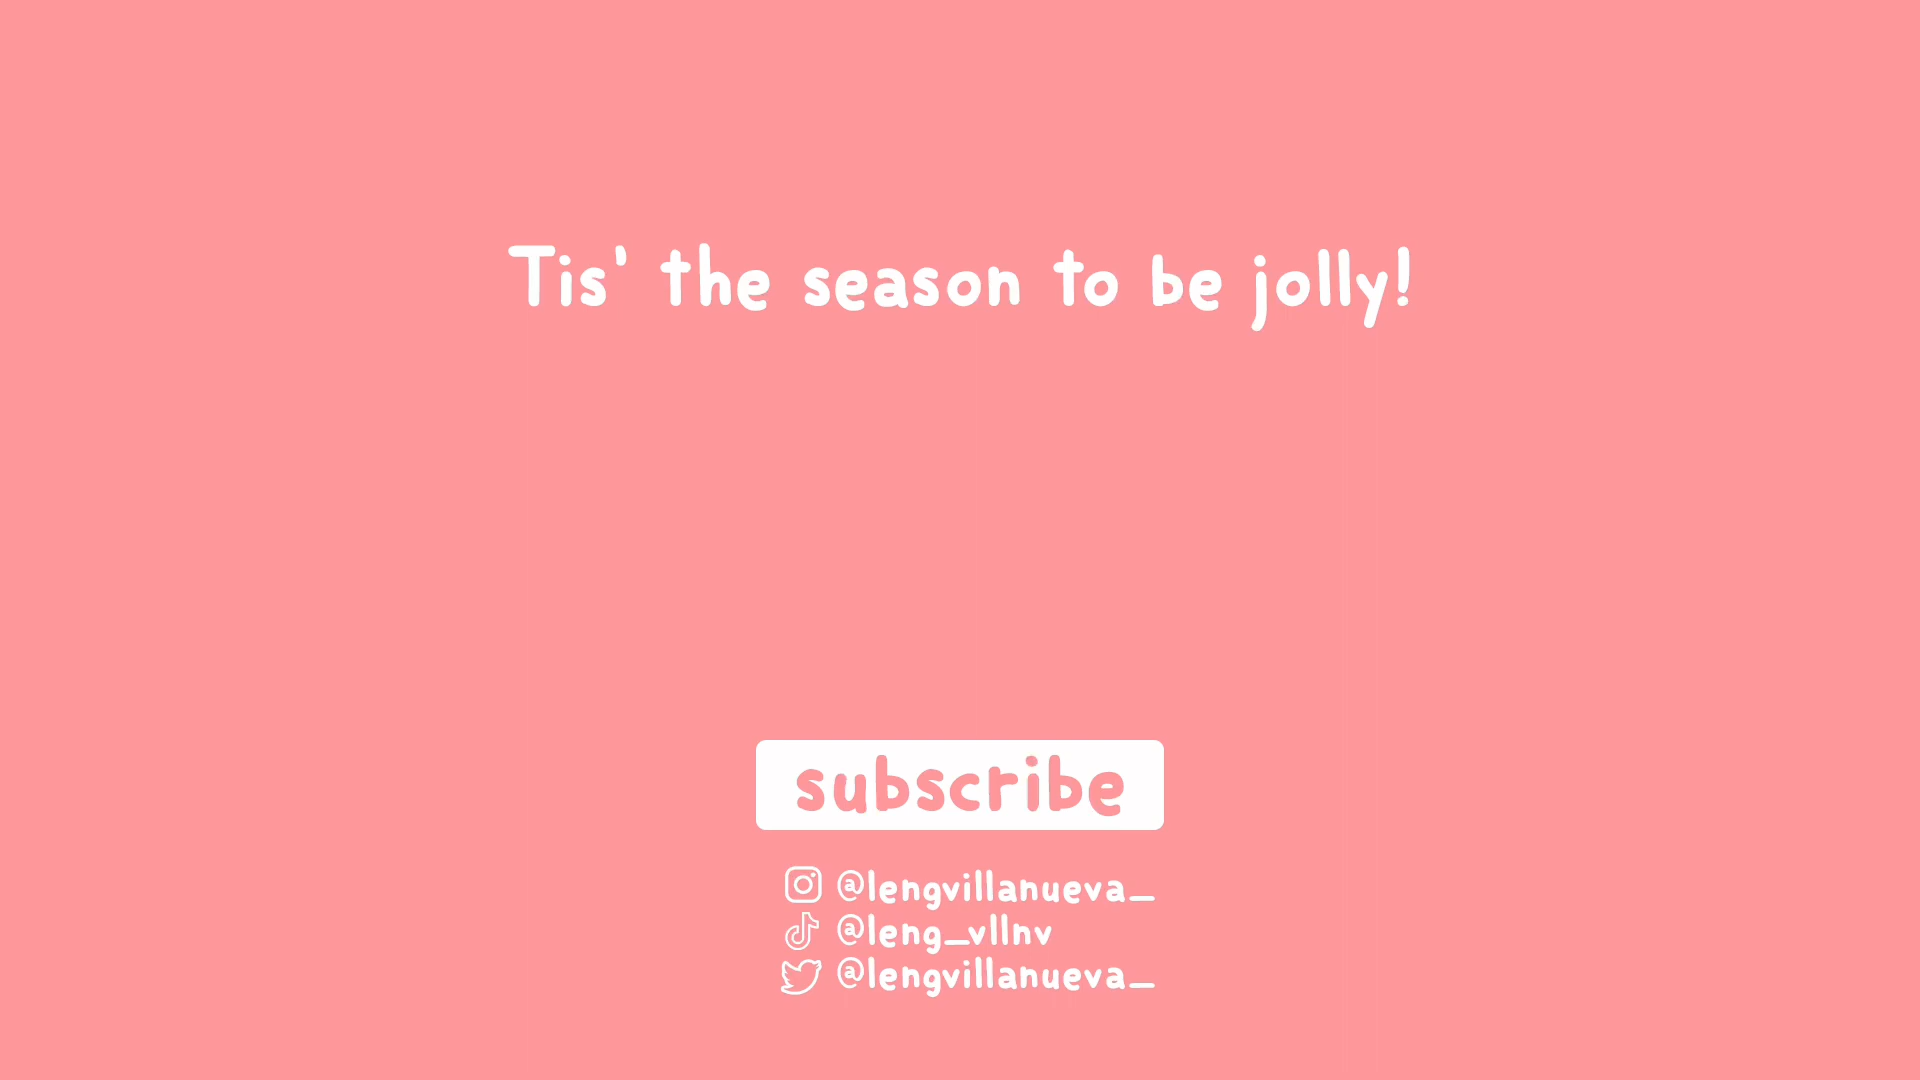 Tis' the season to be jolly!
subscribe
@lengvillanueva_
@leng_vllnv
@lengvillanueva_